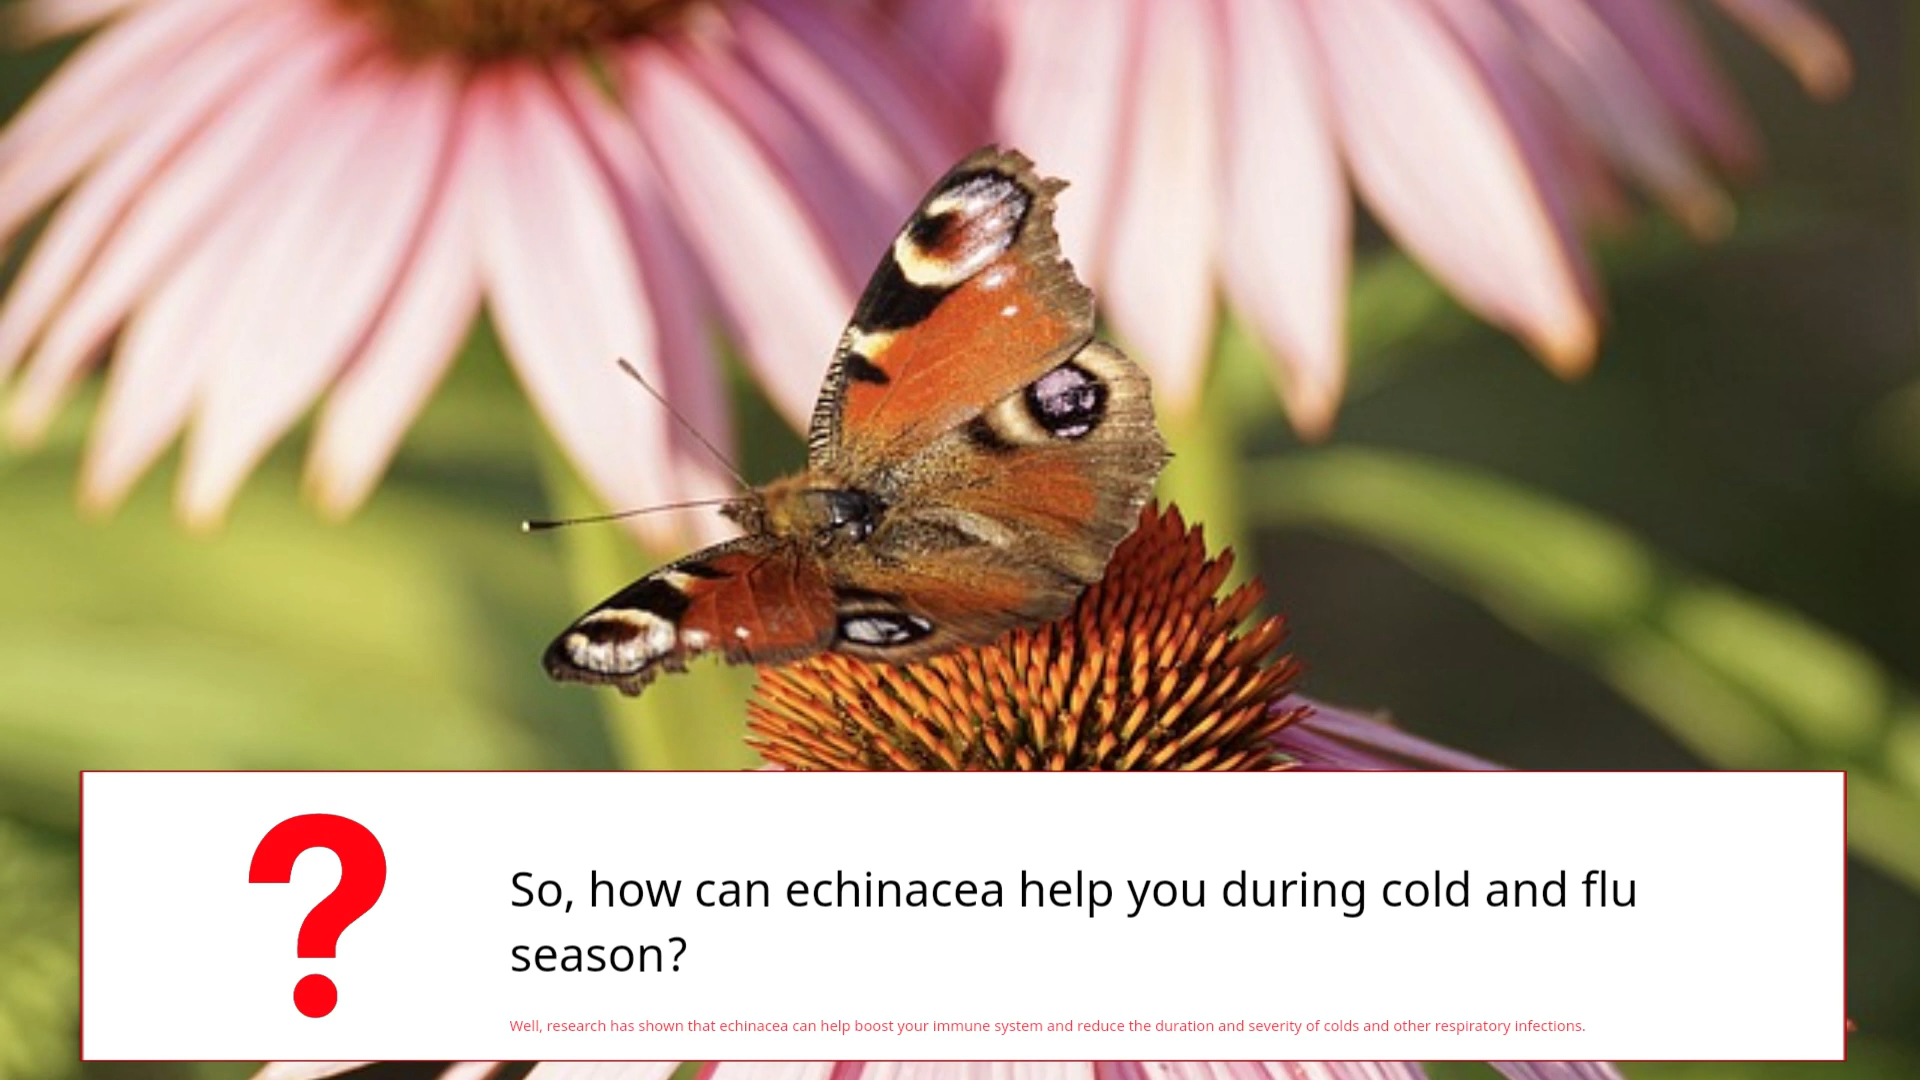 ?
So, how can echinacea help you during cold and flu
season?
Well, research has shown that echinacea can help boost your immune system and reduce the duration and severity of colds and other respiratory infections.